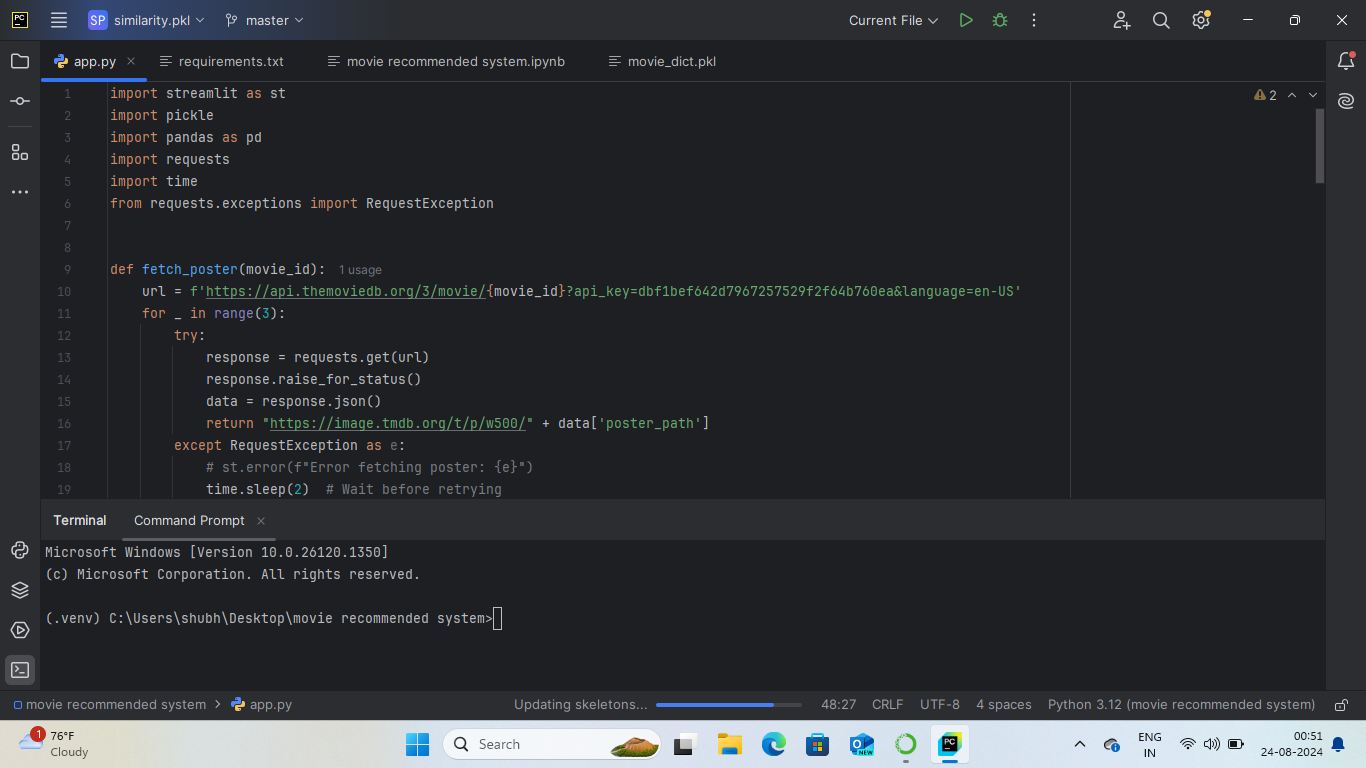 PC
SP similarity.pkl master Current File
app.py requirements.txt movie recommended system.ipynb movie_dict.pkl
2
1 import streamlit as st
2 import pickle
3 import pandas as pd
4 import requests
5 import time
6 from requests.exceptions import RequestException
7
8
9 def fetch_poster(movie_id): 1 usage
10 url = f'https://api.themoviedb.org/3/movie/{movie_id}?api_key=dbf1bef642d7967257529f2f64b760ea&language=en-US'
11 for _ in range(3):
12 try:
13 response = requests.get(url)
14 response.raise_for_status()
15 data = response.json()
16 return "https://image.tmdb.org/t/p/w500/" + data['poster_path']
17 except RequestException as e:
18 # st.error(f"Error fetching poster: {e}")
19 time.sleep(2) # Wait before retrying
Terminal Command Prompt
Microsoft Windows [Version 10.0.26120.1350]
(c) Microsoft Corporation. All rights reserved.
(.venv) C:\Users\shubh\Desktop\movie recommended system>
movie recommended system app.py Updating skeletons... 48:27 CRLF UTF-8 4 spaces Python 3.12 (movie recommended system)
1
76°F
Cloudy
Search
NEW
PC
ENG
IN
00:51
24-08-2024